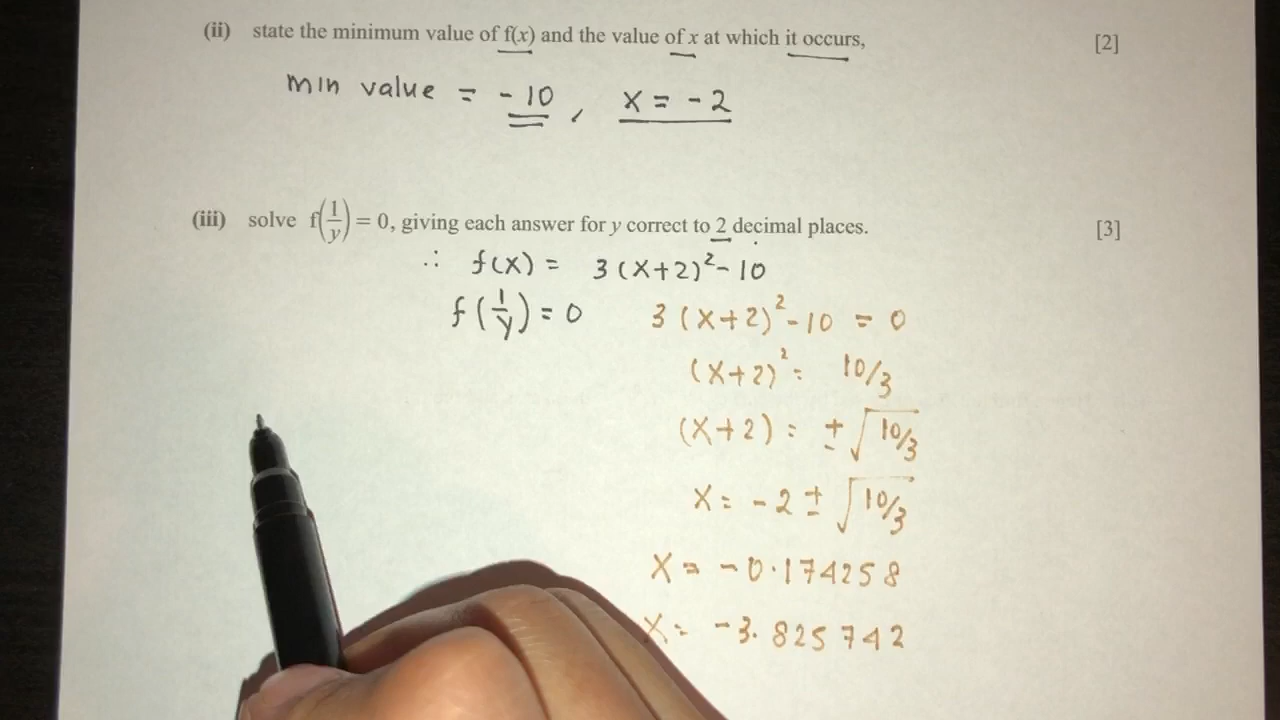 (ii) state the minimum value of f(x) and the value of x at which it occurs, [2]
min value = -10, x = -2
(iii) solve f(1/y) = 0, giving each answer for y correct to 2 decimal places. [3]
∴ f(x) = 3(x+2)²-10
f(1/y) = 0 3(x+2)²-10 = 0
(x+2)² = 10/3
(x+2) = ±√10/3
x = -2 ± √10/3
x = -0.174258
x = -3.825742